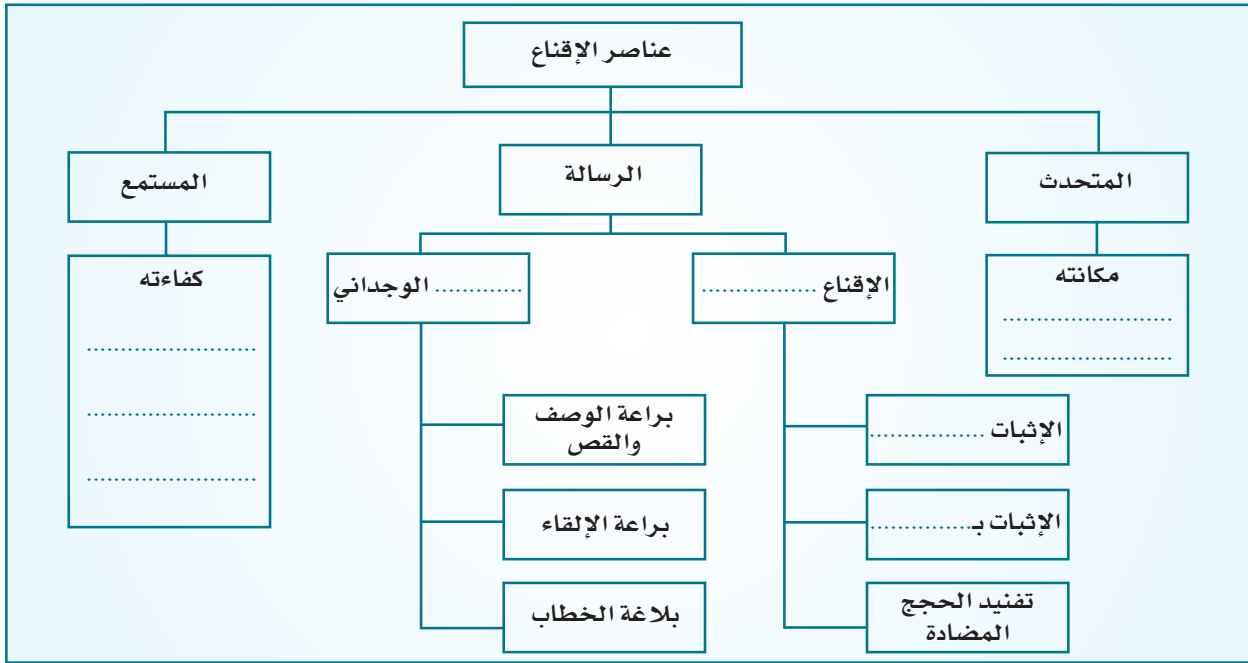 عناصر الإقناع
المتحدث
الرسالة
المستمع
مكانته
........................
........................
الإقناع .................
............. الوجداني
كفاءته
........................
........................
........................
الإثبات .................
الإثبات بـ...............
تفنيد الحجج
المضادة
براعة الوصف
والقص
براعة الإلقاء
بلاغة الخطاب